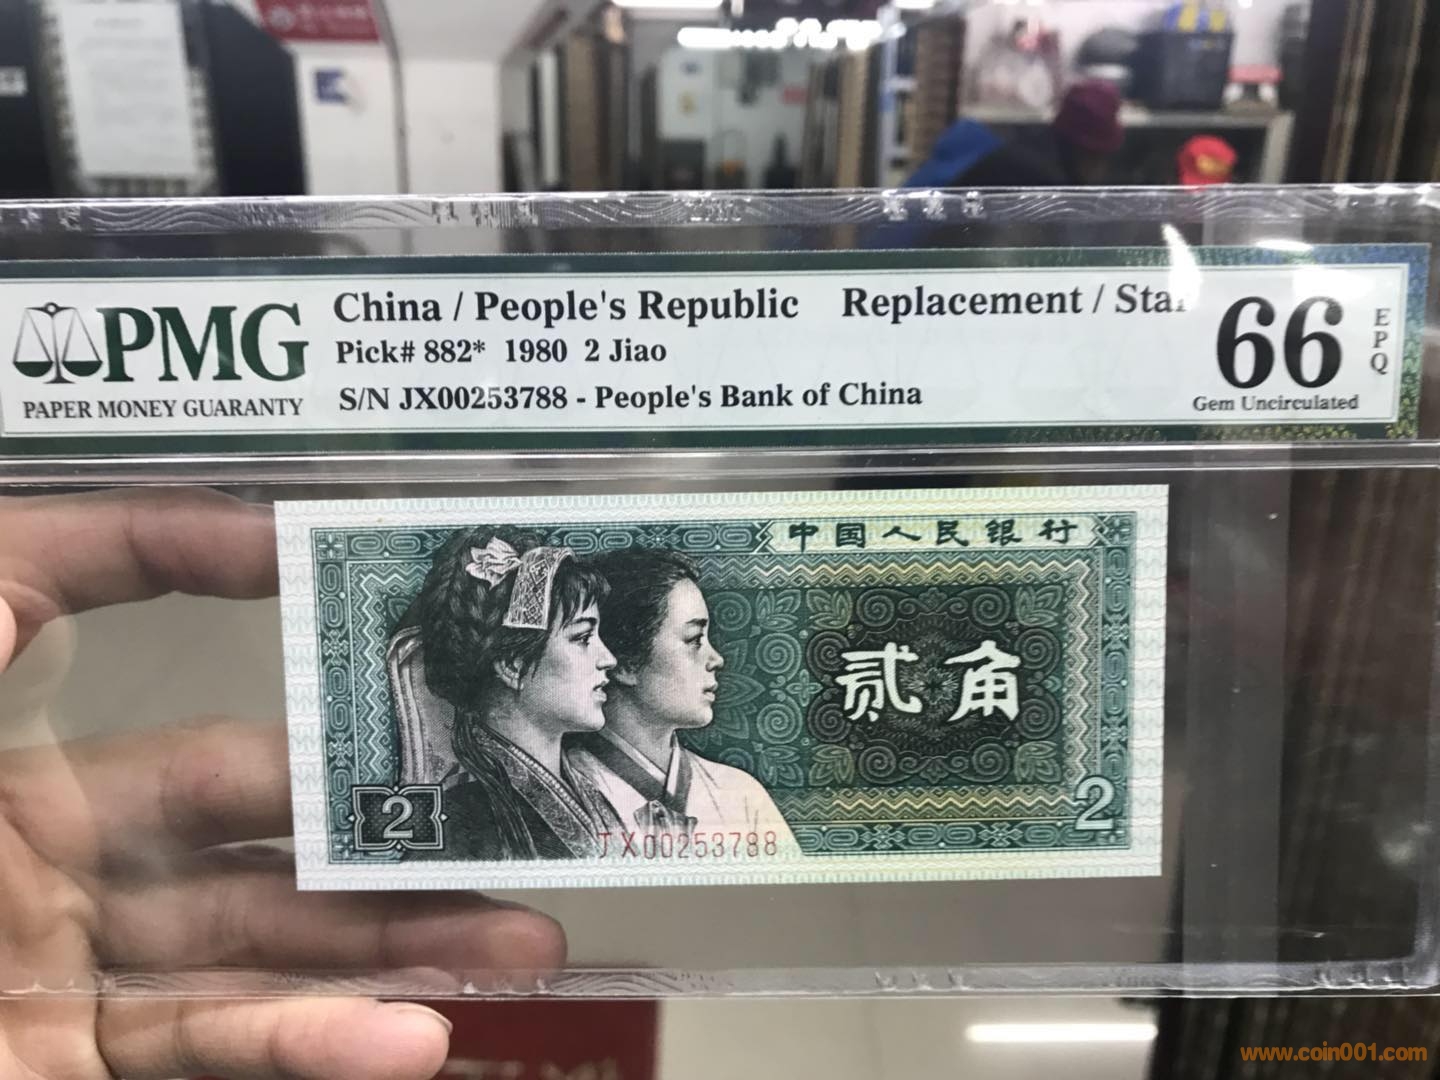 PMG
PAPER MONEY GUARANTY
China / People's Republic Replacement / Star
Pick# 882* 1980 2 Jiao
S/N JX00253788 - People's Bank of China
66
EPQ
Gem Uncirculated
中国人民银行
贰角
2
2
JX00253788
www.coin001.com